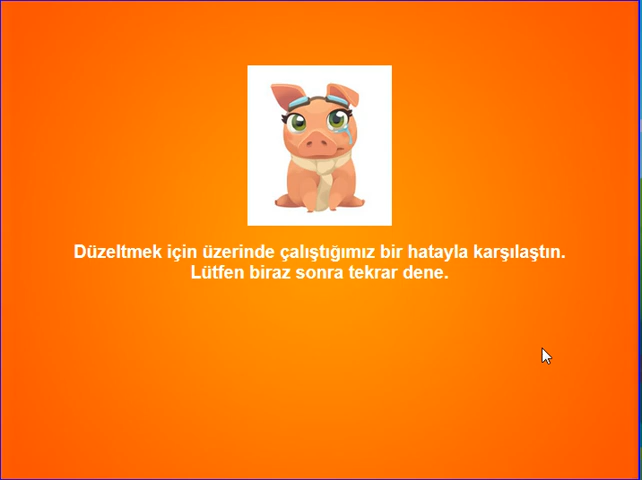 Düzeltmek için üzerinde çalıştığımız bir hatayla karşılaştın.
Lütfen biraz sonra tekrar dene.